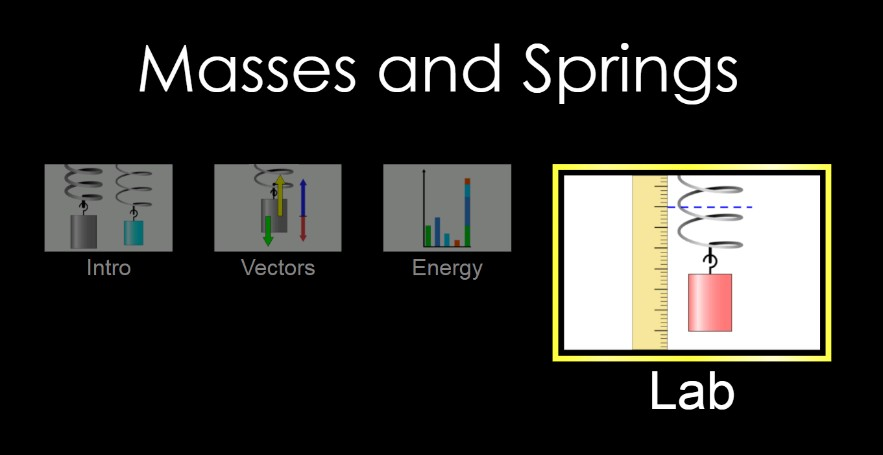 Masses and Springs
Intro
Vectors
Energy
Lab